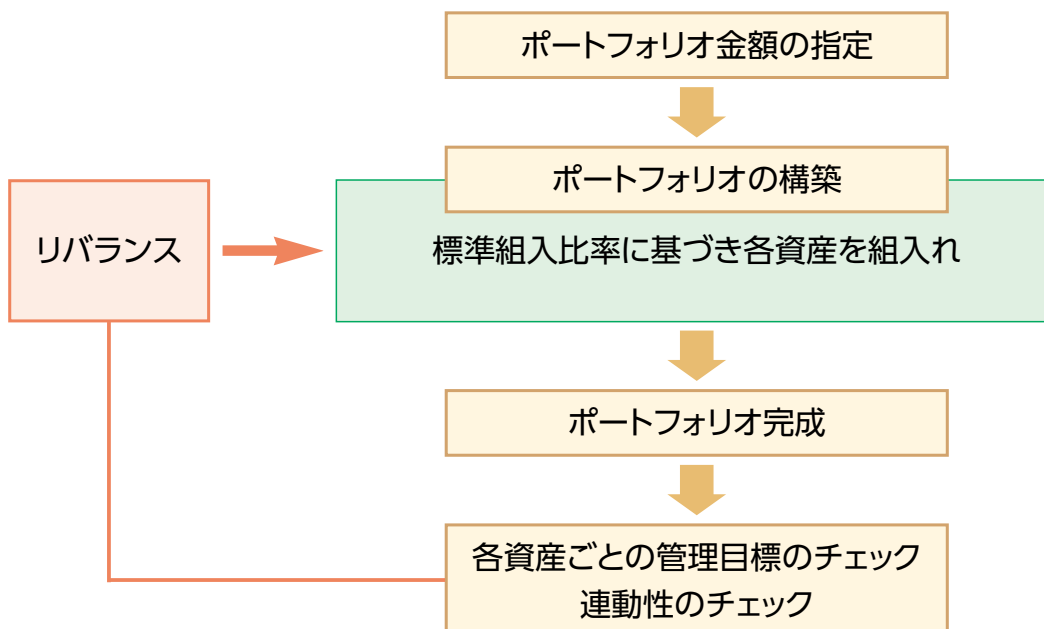 ポートフォリオ金額の指定
ポートフォリオの構築
リバランス
標準組入比率に基づき各資産を組入れ
ポートフォリオ完成
各資産ごとの管理目標のチェック
連動性のチェック